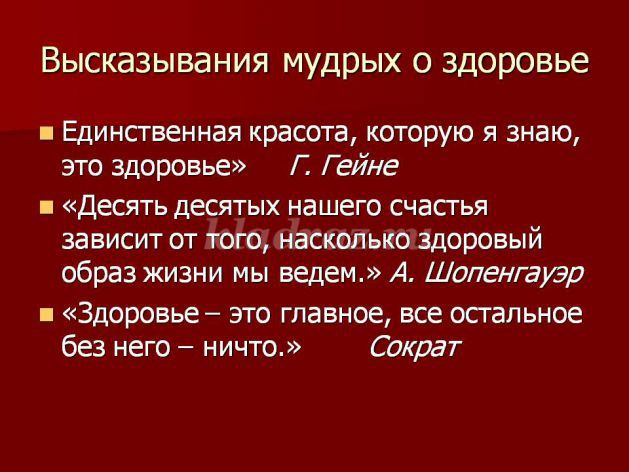 Высказывания мудрых о здоровье
Единственная красота, которую я знаю,
это здоровье» Г. Гейне
«Десять десятых нашего счастья
зависит от того, насколько здоровый
образ жизни мы ведем.» А. Шопенгауэр
«Здоровье – это главное, все остальное
без него – ничто.» Сократ